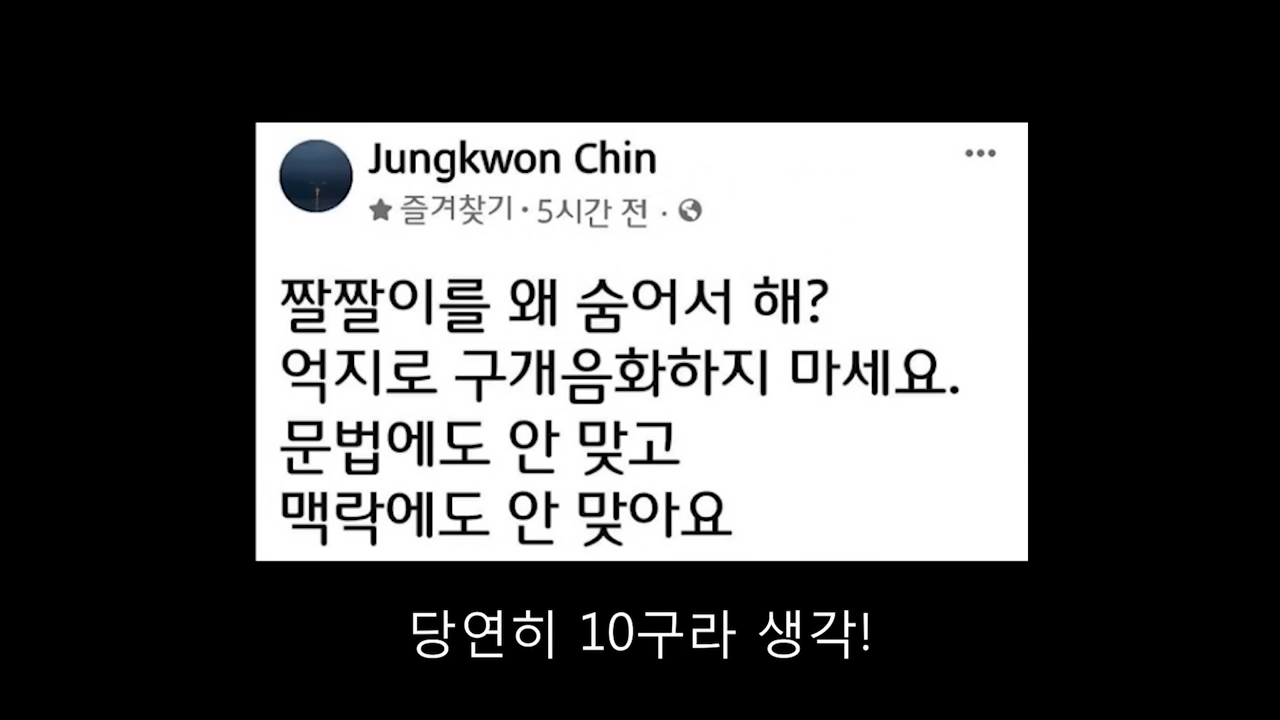 Jungkwon Chin
즐겨찾기 · 5시간 전 ·
짤짤이를 왜 숨어서 해?
억지로 구개음화하지 마세요.
문법에도 안 맞고
맥락에도 안 맞아요
당연히 10구라 생각!